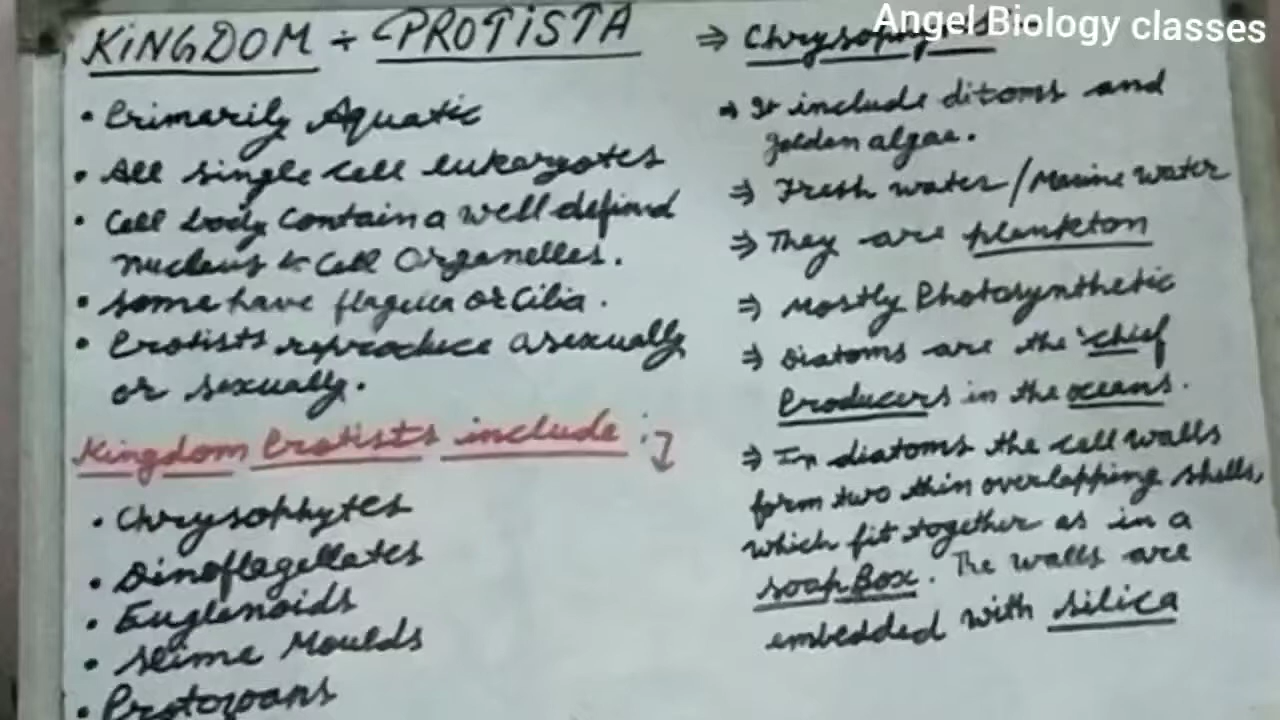 KINGDOM ÷ PROTISTA
• Primarily Aquatic
• All single cell eukaryotes
• Cell body contain a well defined
nucleus & Cell Organelles.
• some have flagella or Cilia.
• Protists reproduce asexually
or sexually.
Kingdom Protists include :
• Chrysophytes
• Dinoflagellates
• Euglenoids
• Slime Moulds
• Protozoans
Angel Biology classes
⇒ Chrysophytes
⇒ It include ditoms and
golden algae.
⇒ Fresh water / Marine water
⇒ They are plankton
⇒ Mostly Photosynthetic
⇒ Diatoms are the 'chief
Producers in the oceans.
⇒ In diatoms the cell walls
form two thin overlapping shells,
which fit together as in a
soap Box. The walls are
embedded with silica